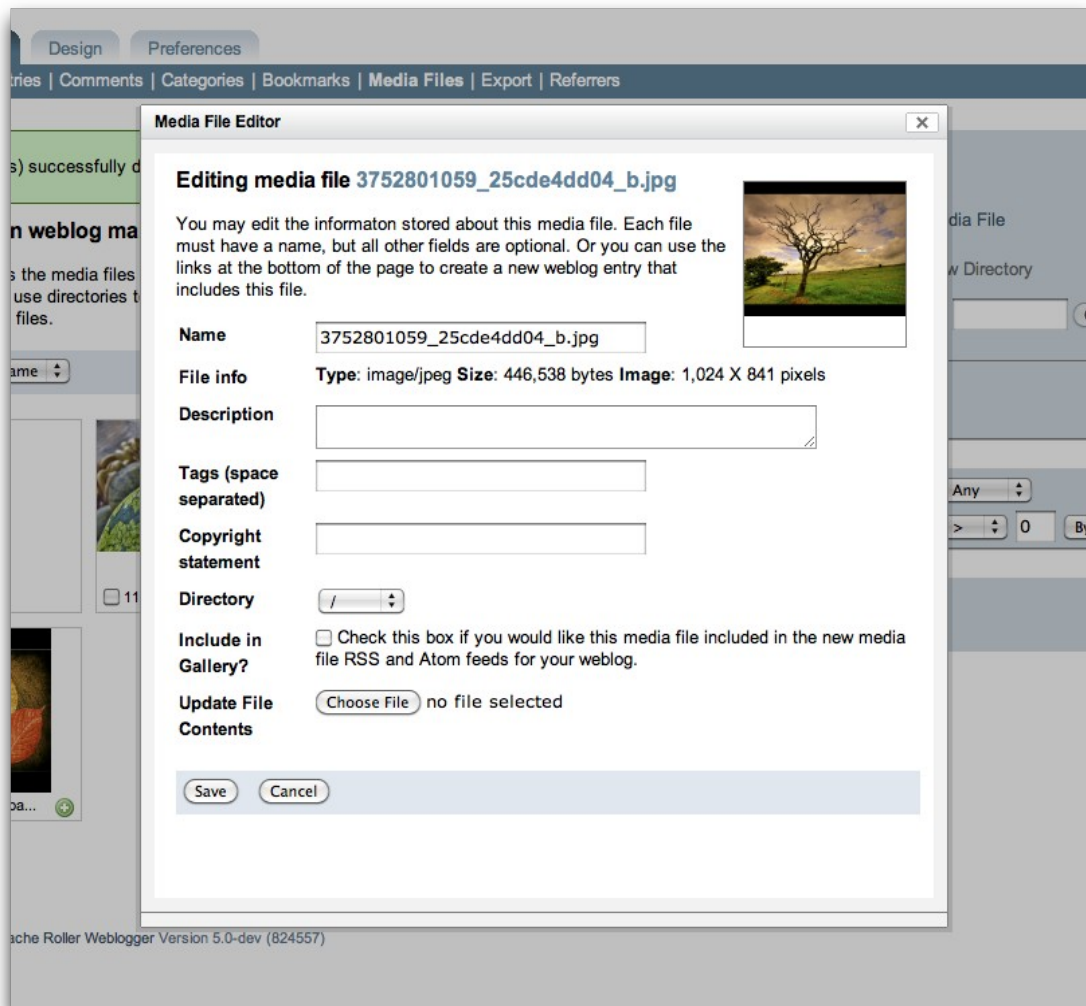 Design Preferences
ries | Comments | Categories | Bookmarks | Media Files | Export | Referrers
Media File Editor
s) successfully d
Editing media file 3752801059_25cde4dd04_b.jpg
You may edit the informaton stored about this media file. Each file
must have a name, but all other fields are optional. Or you can use the
links at the bottom of the page to create a new weblog entry that
includes this file.
n weblog ma
s the media files
use directories t
files.
dia File
w Directory
Name 3752801059_25cde4dd04_b.jpg
ame
File info Type: image/jpeg Size: 446,538 bytes Image: 1,024 X 841 pixels
Description
Tags (space
separated)
Any
> 0 By
Copyright
statement
11
Directory /
Include in
Gallery?
Check this box if you would like this media file included in the new media
file RSS and Atom feeds for your weblog.
Update File
Contents
Choose File no file selected
Save Cancel
pa...
ache Roller Weblogger Version 5.0-dev (824557)